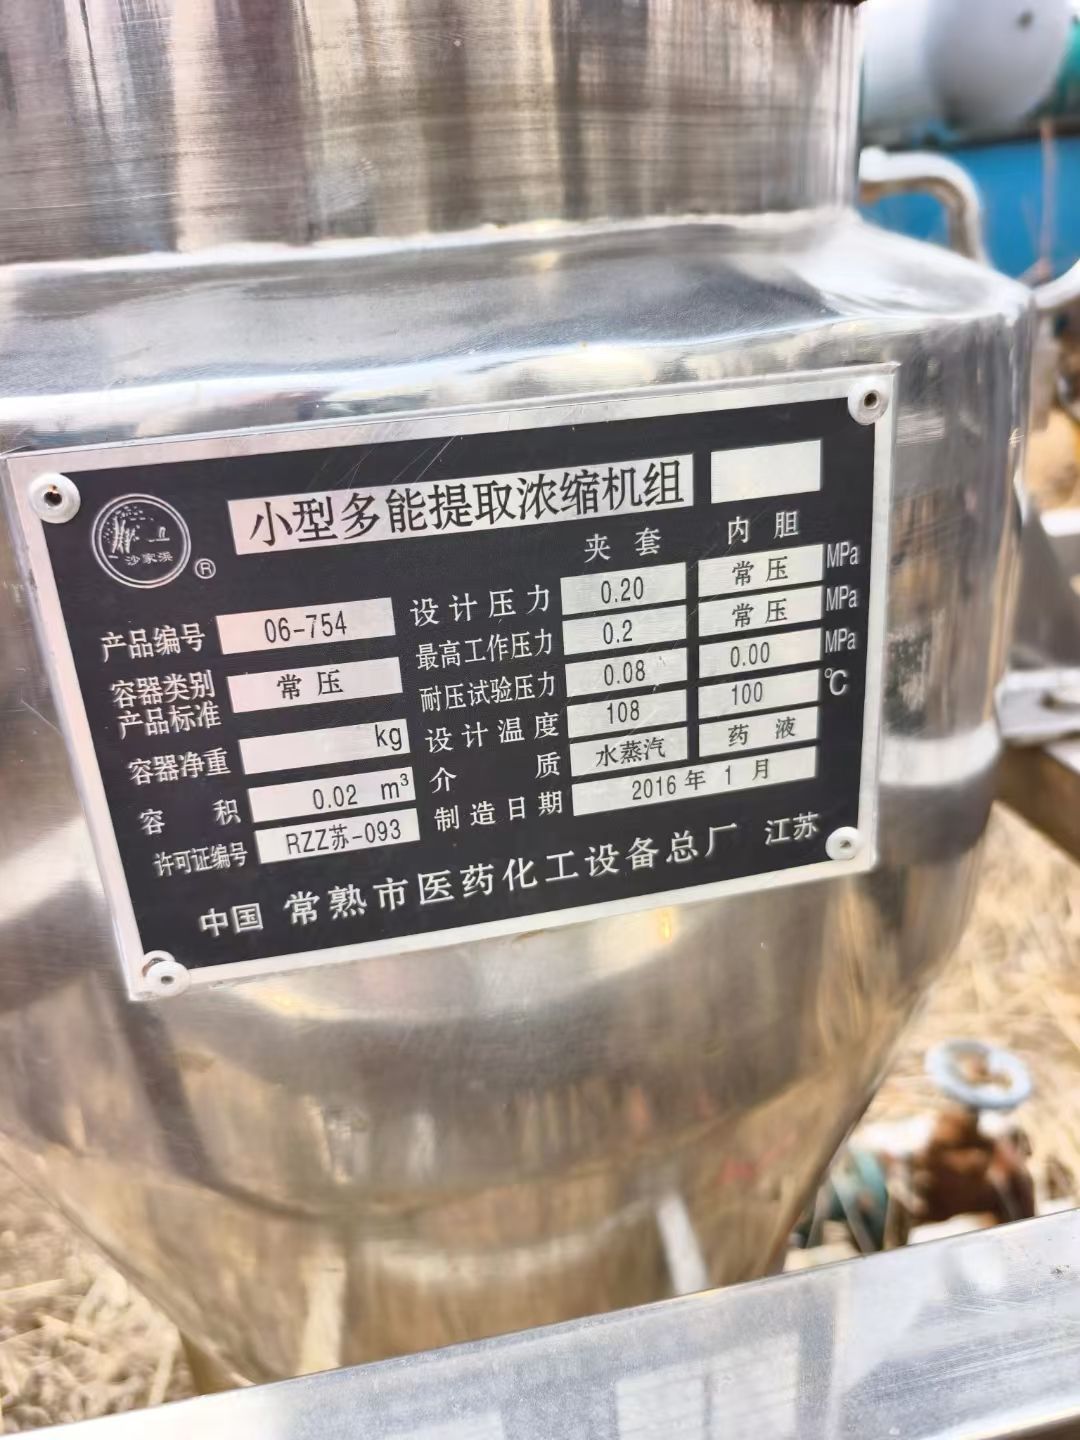 小型多能提取浓缩机组
沙家浜 ®
夹套 内胆
产品编号 06-754 设计压力 0.20 常压 MPa
容器类别 常压 最高工作压力 0.2 常压 MPa
产品标准 耐压试验压力 0.08 0.00 MPa
容器净重 kg 设计温度 108 100 ℃
容积 0.02 m³ 介质 水蒸汽 药液
许可证编号 RZZ苏-093 制造日期 2016年1月
中国 常熟市医药化工设备总厂 江苏